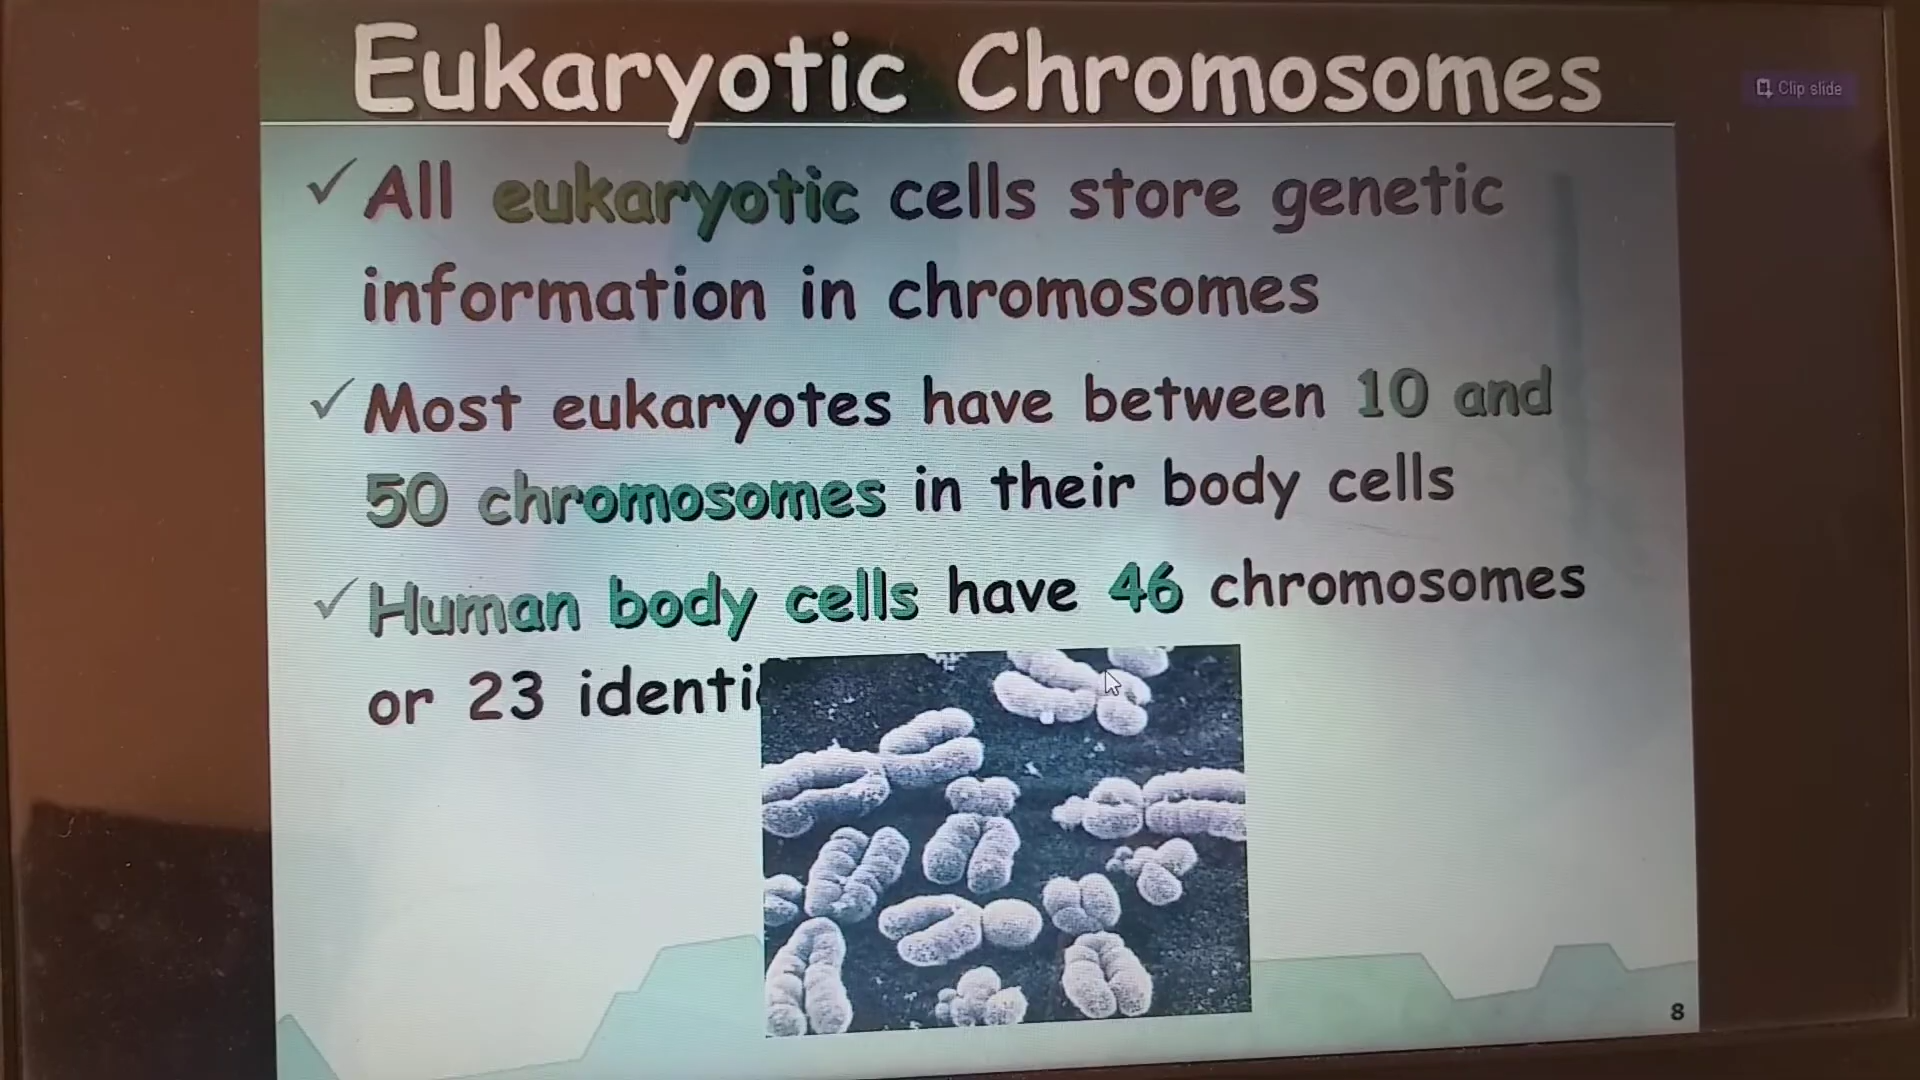 Eukaryotic Chromosomes
Clip slide
✓ All eukaryotic cells store genetic
information in chromosomes
✓ Most eukaryotes have between 10 and
50 chromosomes in their body cells
✓ Human body cells have 46 chromosomes
or 23
8